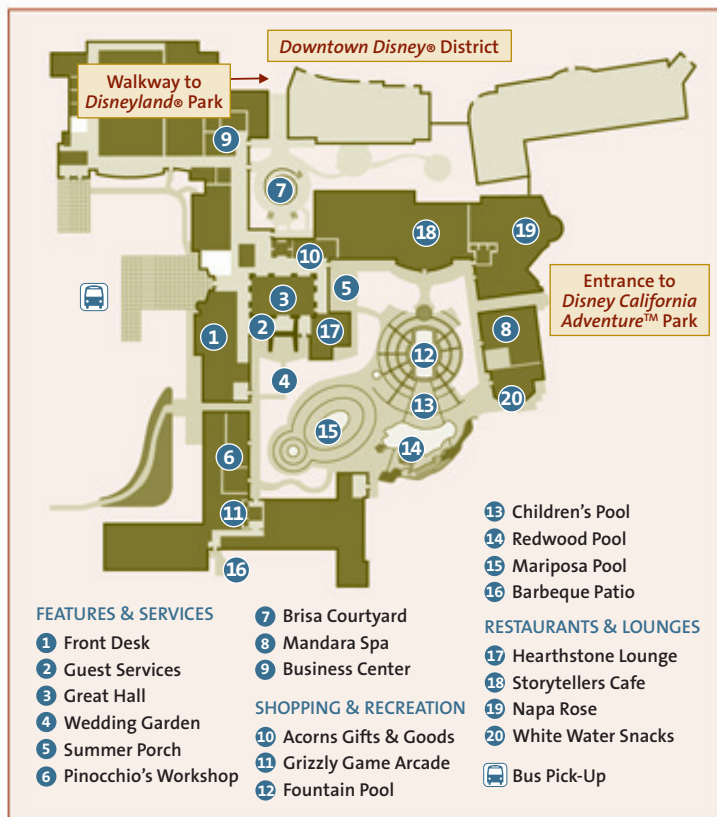 Downtown Disney® District
Walkway to
Disneyland® Park
9
7
18
19
10
5
3
Entrance to
Disney California
Adventure™ Park
2
17
8
1
12
4
13
20
15
14
6
11
16
FEATURES & SERVICES
1 Front Desk
2 Guest Services
3 Great Hall
4 Wedding Garden
5 Summer Porch
6 Pinocchio's Workshop
7 Brisa Courtyard
8 Mandara Spa
9 Business Center
SHOPPING & RECREATION
10 Acorns Gifts & Goods
11 Grizzly Game Arcade
12 Fountain Pool
13 Children's Pool
14 Redwood Pool
15 Mariposa Pool
16 Barbeque Patio
RESTAURANTS & LOUNGES
17 Hearthstone Lounge
18 Storytellers Cafe
19 Napa Rose
20 White Water Snacks
Bus Pick-Up